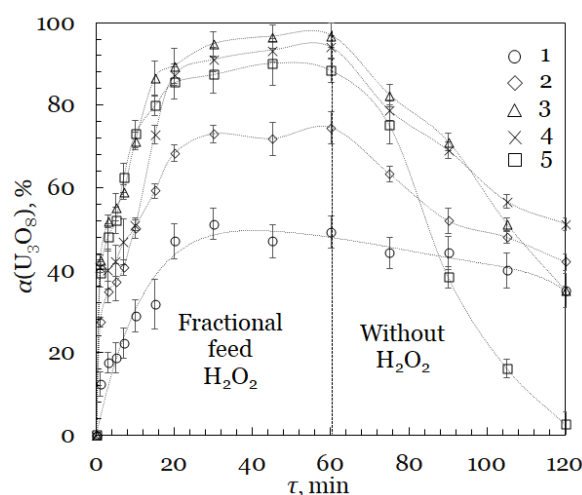 100
80
60
40
20
0
α(U₃O₈), %
1
2
3
4
5
Fractional
feed
H₂O₂
Without
H₂O₂
0 20 40 60 80 100 120
τ, min